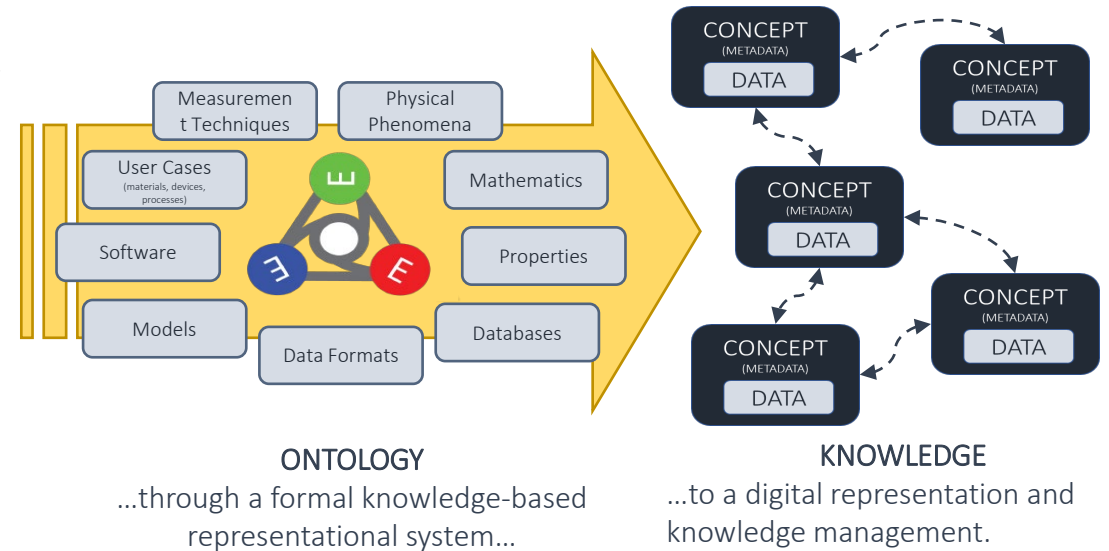 Measuremen
t Techniques
Physical
Phenomena
User Cases
(materials, devices,
processes)
Mathematics
Software
Properties
Models
Data Formats
Databases
E
E
E
ONTOLOGY
...through a formal knowledge-based
representational system...
CONCEPT
(METADATA)
DATA
CONCEPT
(METADATA)
DATA
CONCEPT
(METADATA)
DATA
CONCEPT
(METADATA)
DATA
CONCEPT
(METADATA)
DATA
KNOWLEDGE
...to a digital representation and
knowledge management.